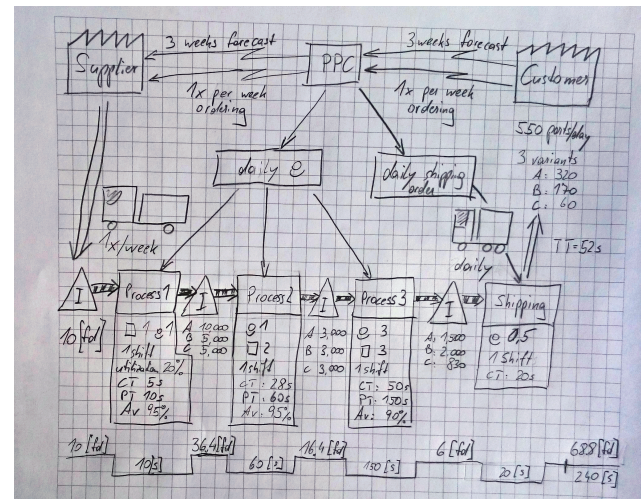 3 weeks forecast
3 weeks forecast
Supplier
PPC
Customer
1x per week
ordering
1x per week
ordering
550 parts/day
3 variants
A: 320
B: 170
C: 60
TT=52s
daily
daily shipping
order
1x/week
daily
I
Process 1
I
Process 2
I
Process 3
I
Shipping
10 [fd]
1
1
1 shift
utilization 20%
CT 5s
PT 10s
Av 95%
A 10,000
B 5,000
C 5,000
1
2
1 shift
CT: 28s
PT: 60s
Av: 95%
A 3,000
B 3,000
C 3,000
3
3
1 shift
CT: 50s
PT: 150s
Av: 90%
A: 1,500
B: 2,000
C: 830
0,5
1 Shift
CT: 20s
10 [fd]
10 [s]
36.4 [fd]
60 [s]
16.4 [fd]
150 [s]
6 [fd]
20 [s]
68.8 [fd]
240 [s]